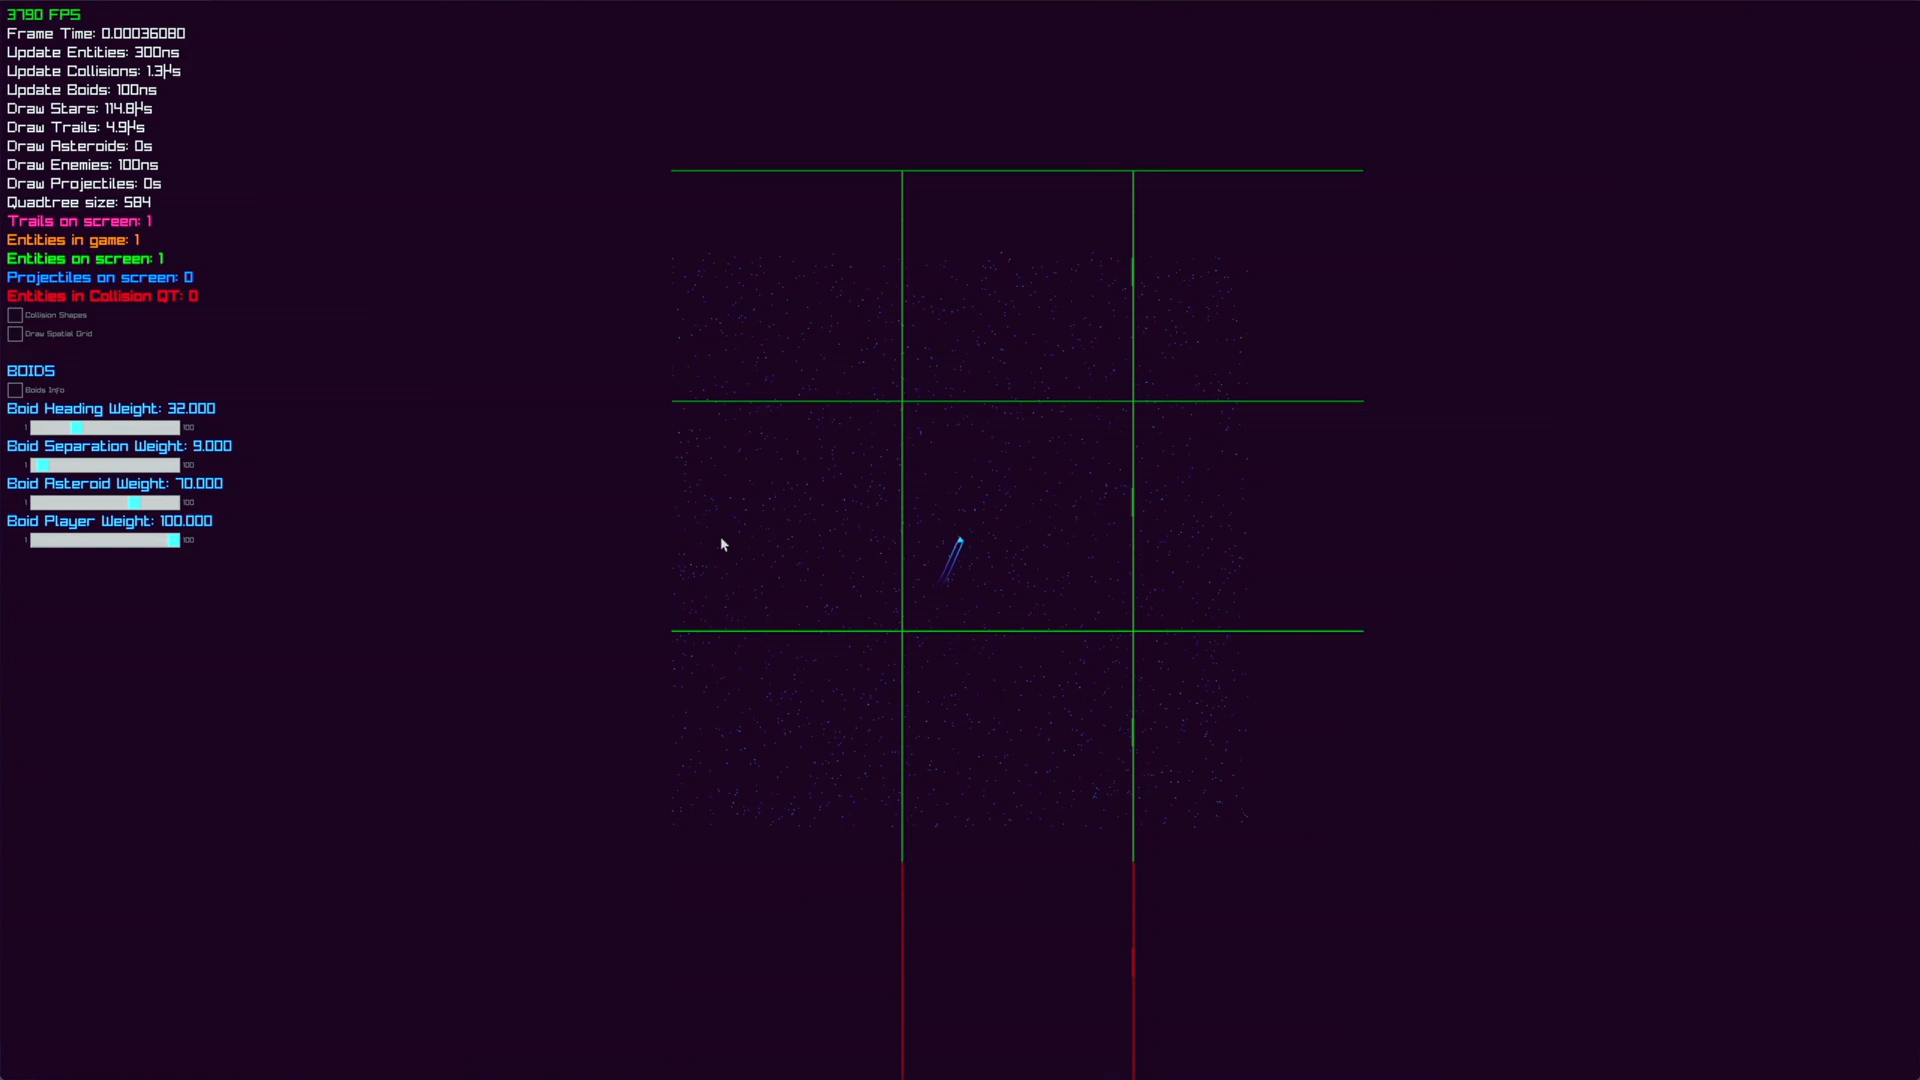 3790 FPS
Frame Time: 0.00036080
Update Entities: 300ns
Update Collisions: 1.3µs
Update Boids: 100ns
Draw Stars: 114.8µs
Draw Trails: 4.9µs
Draw Asteroids: 0s
Draw Enemies: 100ns
Draw Projectiles: 0s
Quadtree size: 584
Trails on screen: 1
Entities in game: 1
Entities on screen: 1
Projectiles on screen: 0
Entities in Collision QT: 0
Collision Shapes
Draw Spatial Grid
BOIDS
Boids Info
Boid Heading Weight: 32.000
1 100
Boid Separation Weight: 9.000
1 100
Boid Asteroid Weight: 70.000
1 100
Boid Player Weight: 100.000
1 100